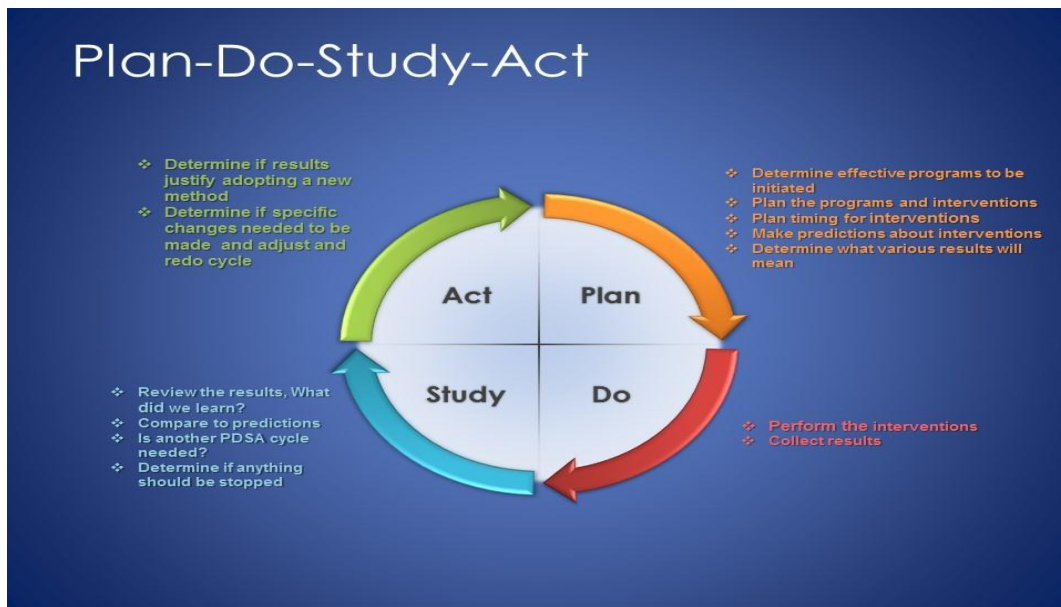 Plan-Do-Study-Act
❖ Determine if results
justify adopting a new
method
❖ Determine if specific
changes needed to be
made and adjust and
redo cycle
❖ Determine effective programs to be
initiated
❖ Plan the programs and interventions
❖ Plan timing for interventions
❖ Make predictions about interventions
❖ Determine what various results will
mean
Act
Plan
Study
Do
❖ Review the results, What
did we learn?
❖ Compare to predictions
❖ Is another PDSA cycle
needed?
❖ Determine if anything
should be stopped
❖ Perform the interventions
❖ Collect results